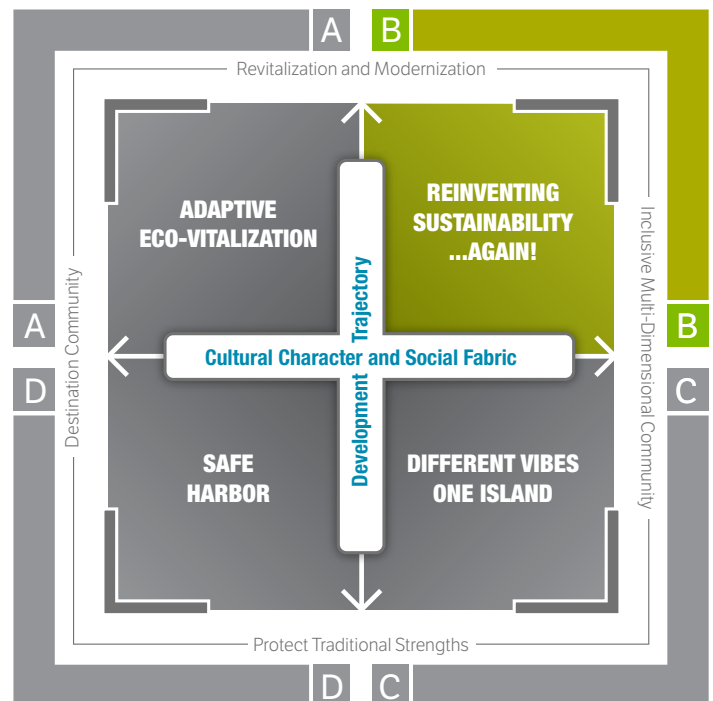 A B
Revitalization and Modernization
ADAPTIVE
ECO-VITALIZATION
REINVENTING
SUSTAINABILITY
...AGAIN!
A
B
Destination Community
Inclusive Multi-Dimensional Community
Development Trajectory
Cultural Character and Social Fabric
D
C
SAFE
HARBOR
DIFFERENT VIBES
ONE ISLAND
Protect Traditional Strengths
D C